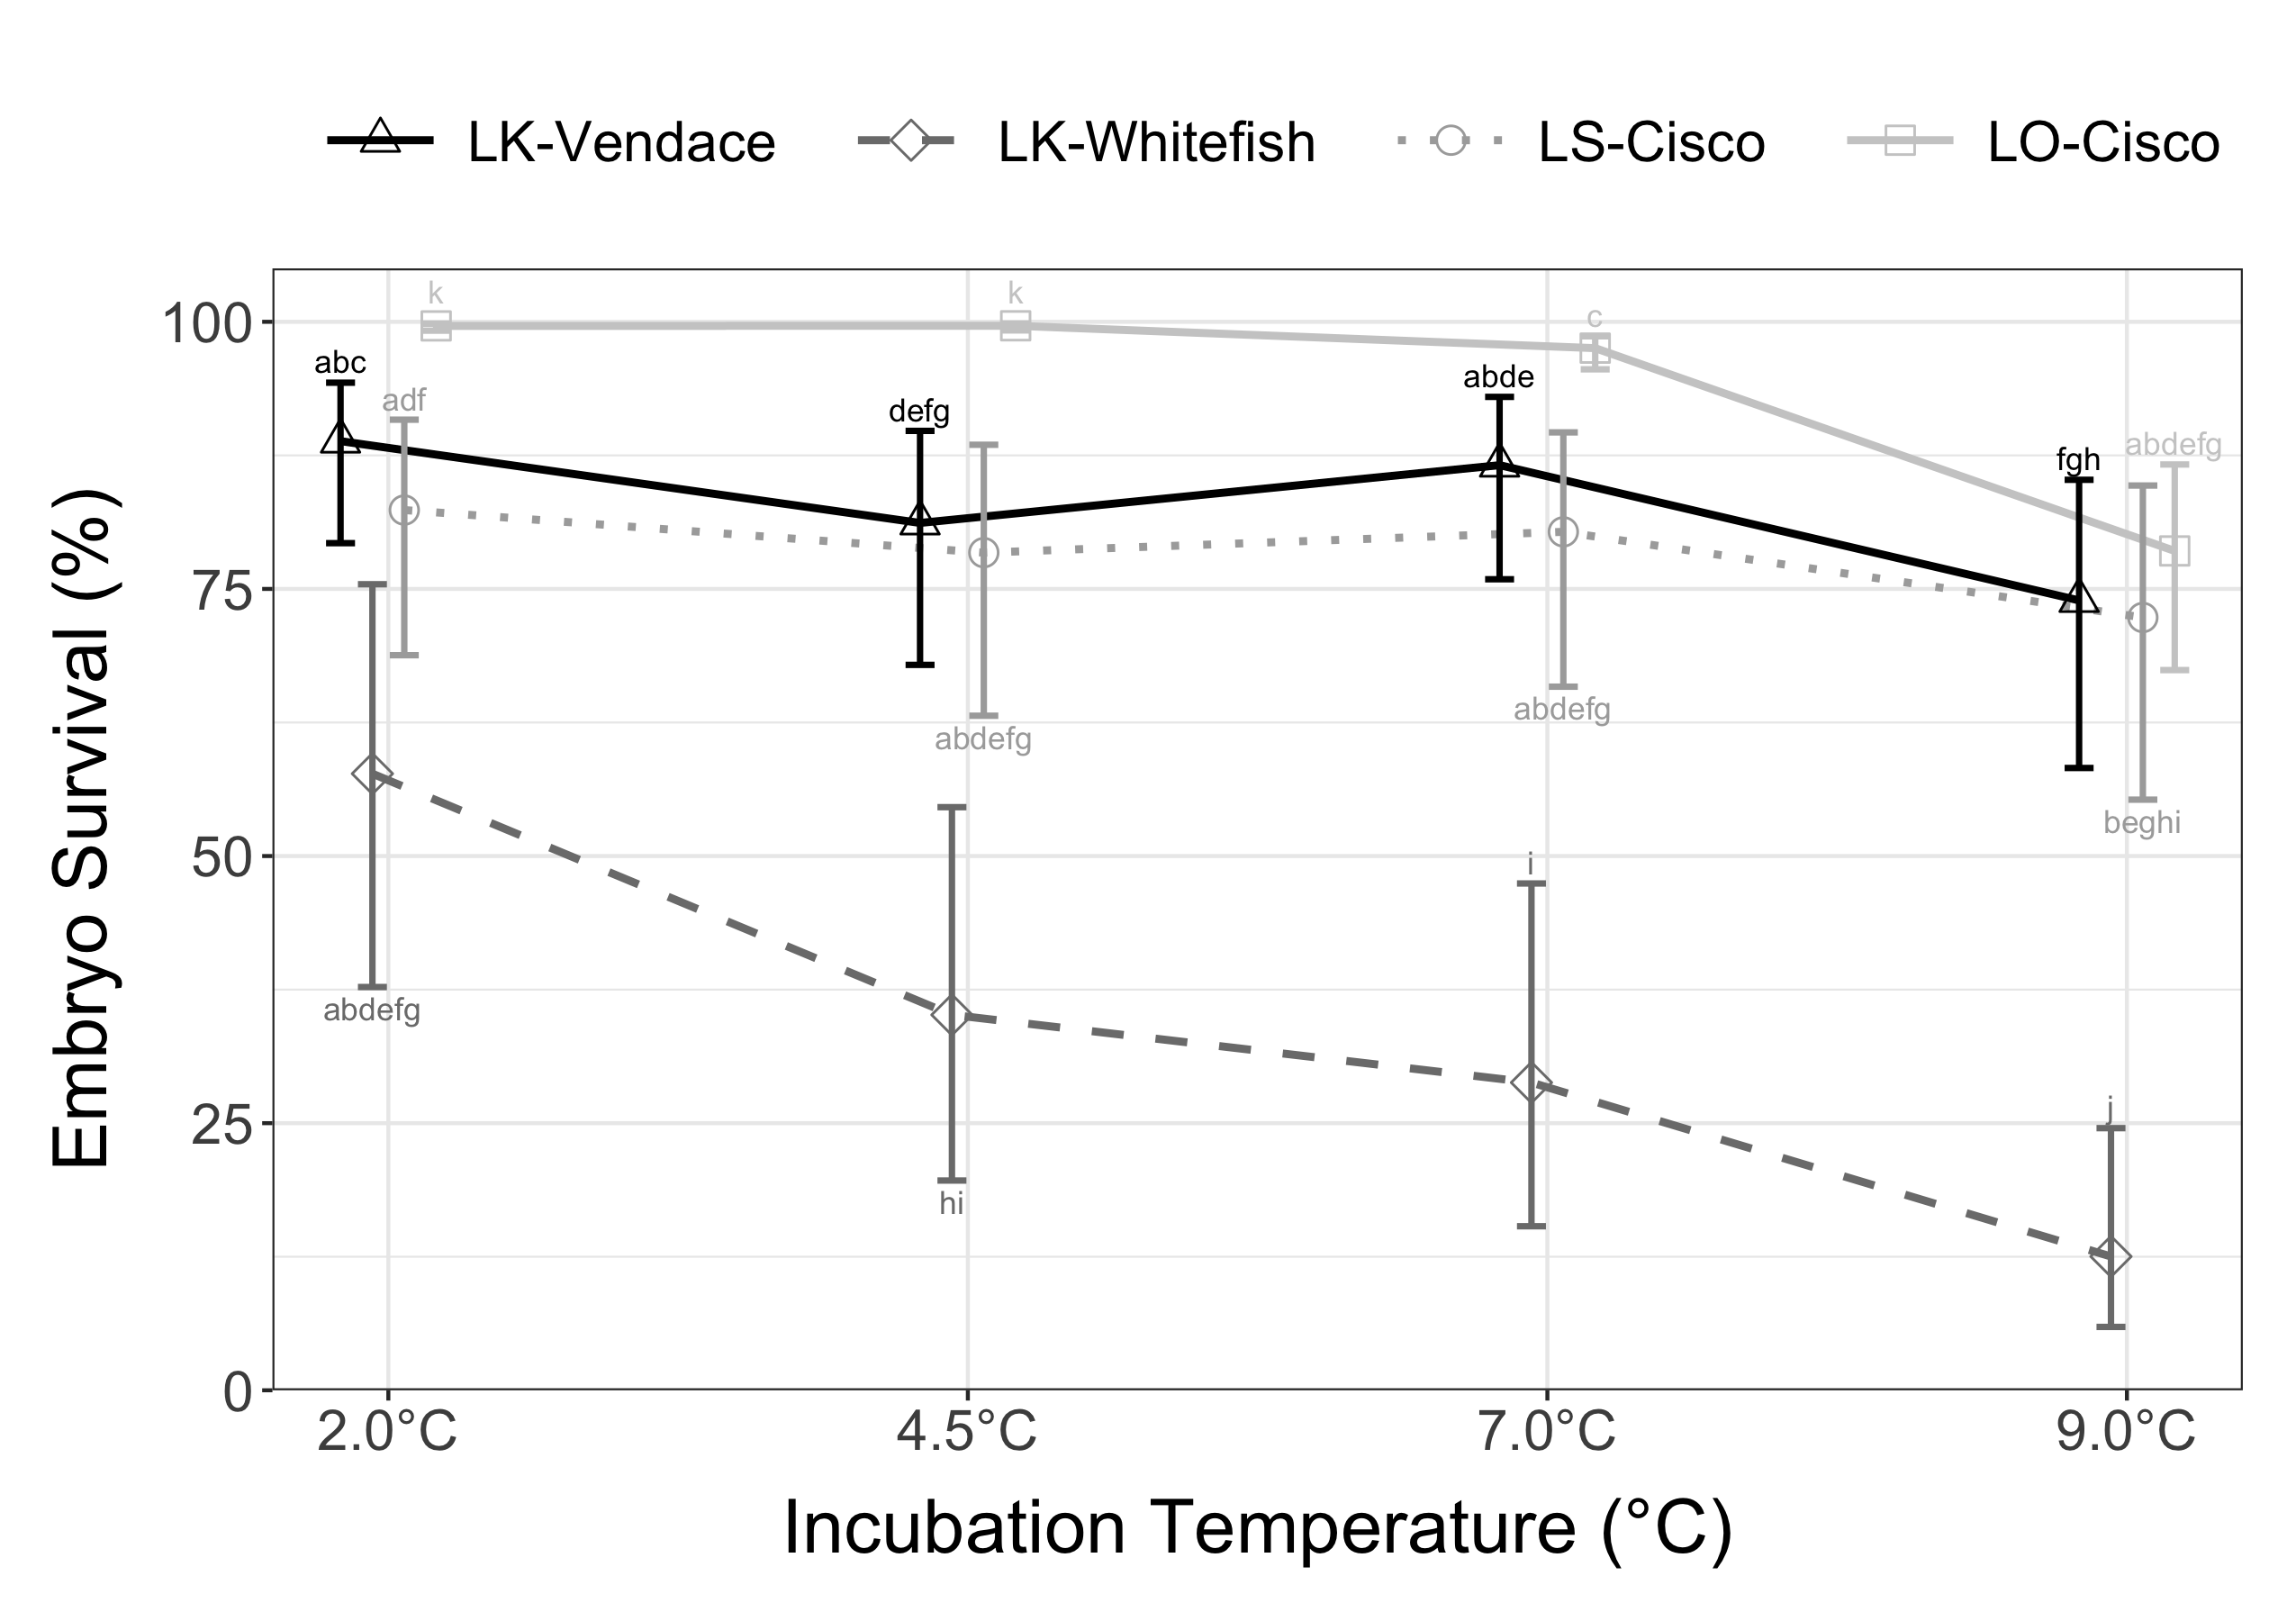 LK-Vendace LK-Whitefish LS-Cisco LO-Cisco
Embryo Survival (%)
100
75
50
25
0
k k c
abc adf defg abde fgh abdefg
abdefg abdefg
beghi
i
abdefg
hi
j
2.0°C 4.5°C 7.0°C 9.0°C
Incubation Temperature (°C)